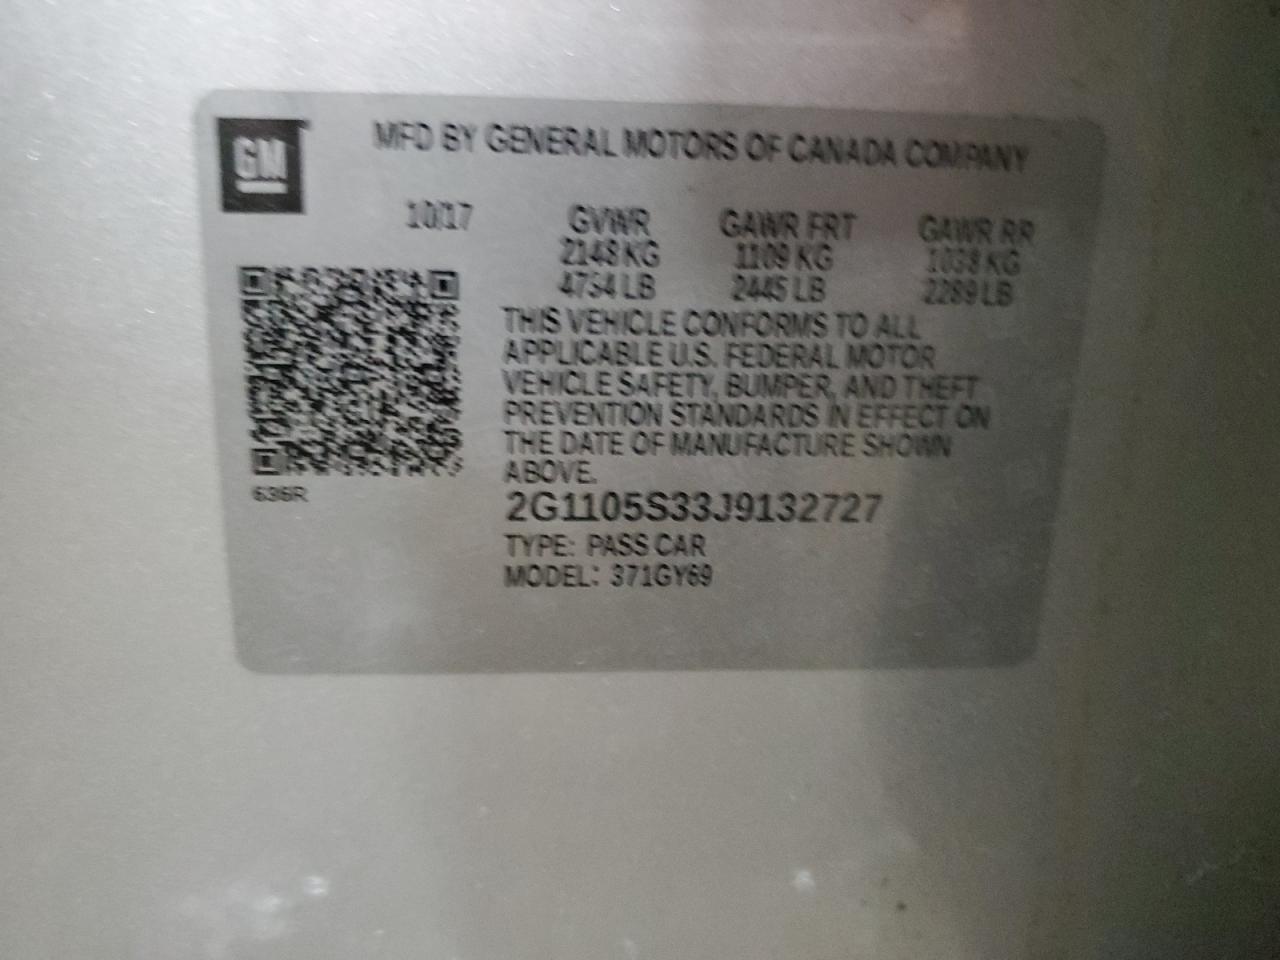 GM
MFD BY GENERAL MOTORS OF CANADA COMPANY
10/17 GVWR GAWR FRT GAWR RR
2148 KG 1109 KG 1038 KG
4734 LB 2445 LB 2289 LB
THIS VEHICLE CONFORMS TO ALL
APPLICABLE U.S. FEDERAL MOTOR
VEHICLE SAFETY, BUMPER, AND THEFT
PREVENTION STANDARDS IN EFFECT ON
THE DATE OF MANUFACTURE SHOWN
ABOVE.
636R
2G1105S33J9132727
TYPE: PASS CAR
MODEL: 371GY69